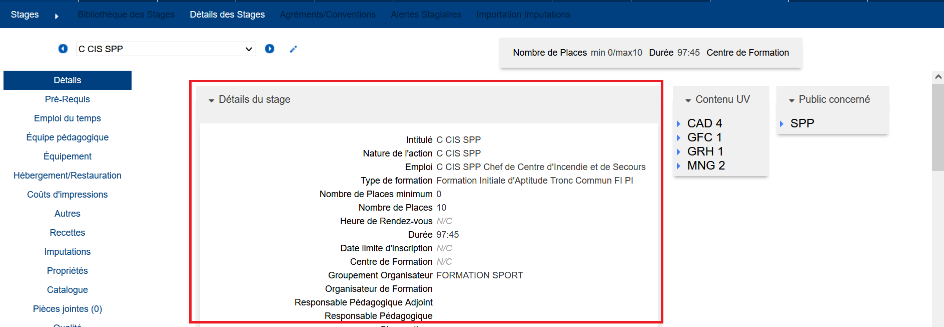 Stages Bibliothèque des Stages Détails des Stages Agréments/Conventions Alertes Stagiaires Importation Imputations
C CIS SPP
Nombre de Places min 0/max10 Durée 97:45 Centre de Formation
Détails
Pré-Requis
Emploi du temps
Équipe pédagogique
Équipement
Hébergement/Restauration
Coûts d'impressions
Autres
Recettes
Imputations
Propriétés
Catalogue
Pièces jointes (0)
Qualité
Détails du stage
Intitulé C CIS SPP
Nature de l'action C CIS SPP
Emploi C CIS SPP Chef de Centre d'Incendie et de Secours
Type de formation Formation Initiale d'Aptitude Tronc Commun FI PI
Nombre de Places minimum 0
Nombre de Places 10
Heure de Rendez-vous N/C
Durée 97:45
Date limite d'inscription N/C
Centre de Formation N/C
Groupement Organisateur FORMATION SPORT
Organisateur de Formation
Responsable Pédagogique Adjoint
Responsable Pédagogique
Contenu UV
CAD 4
GFC 1
GRH 1
MNG 2
Public concerné
SPP